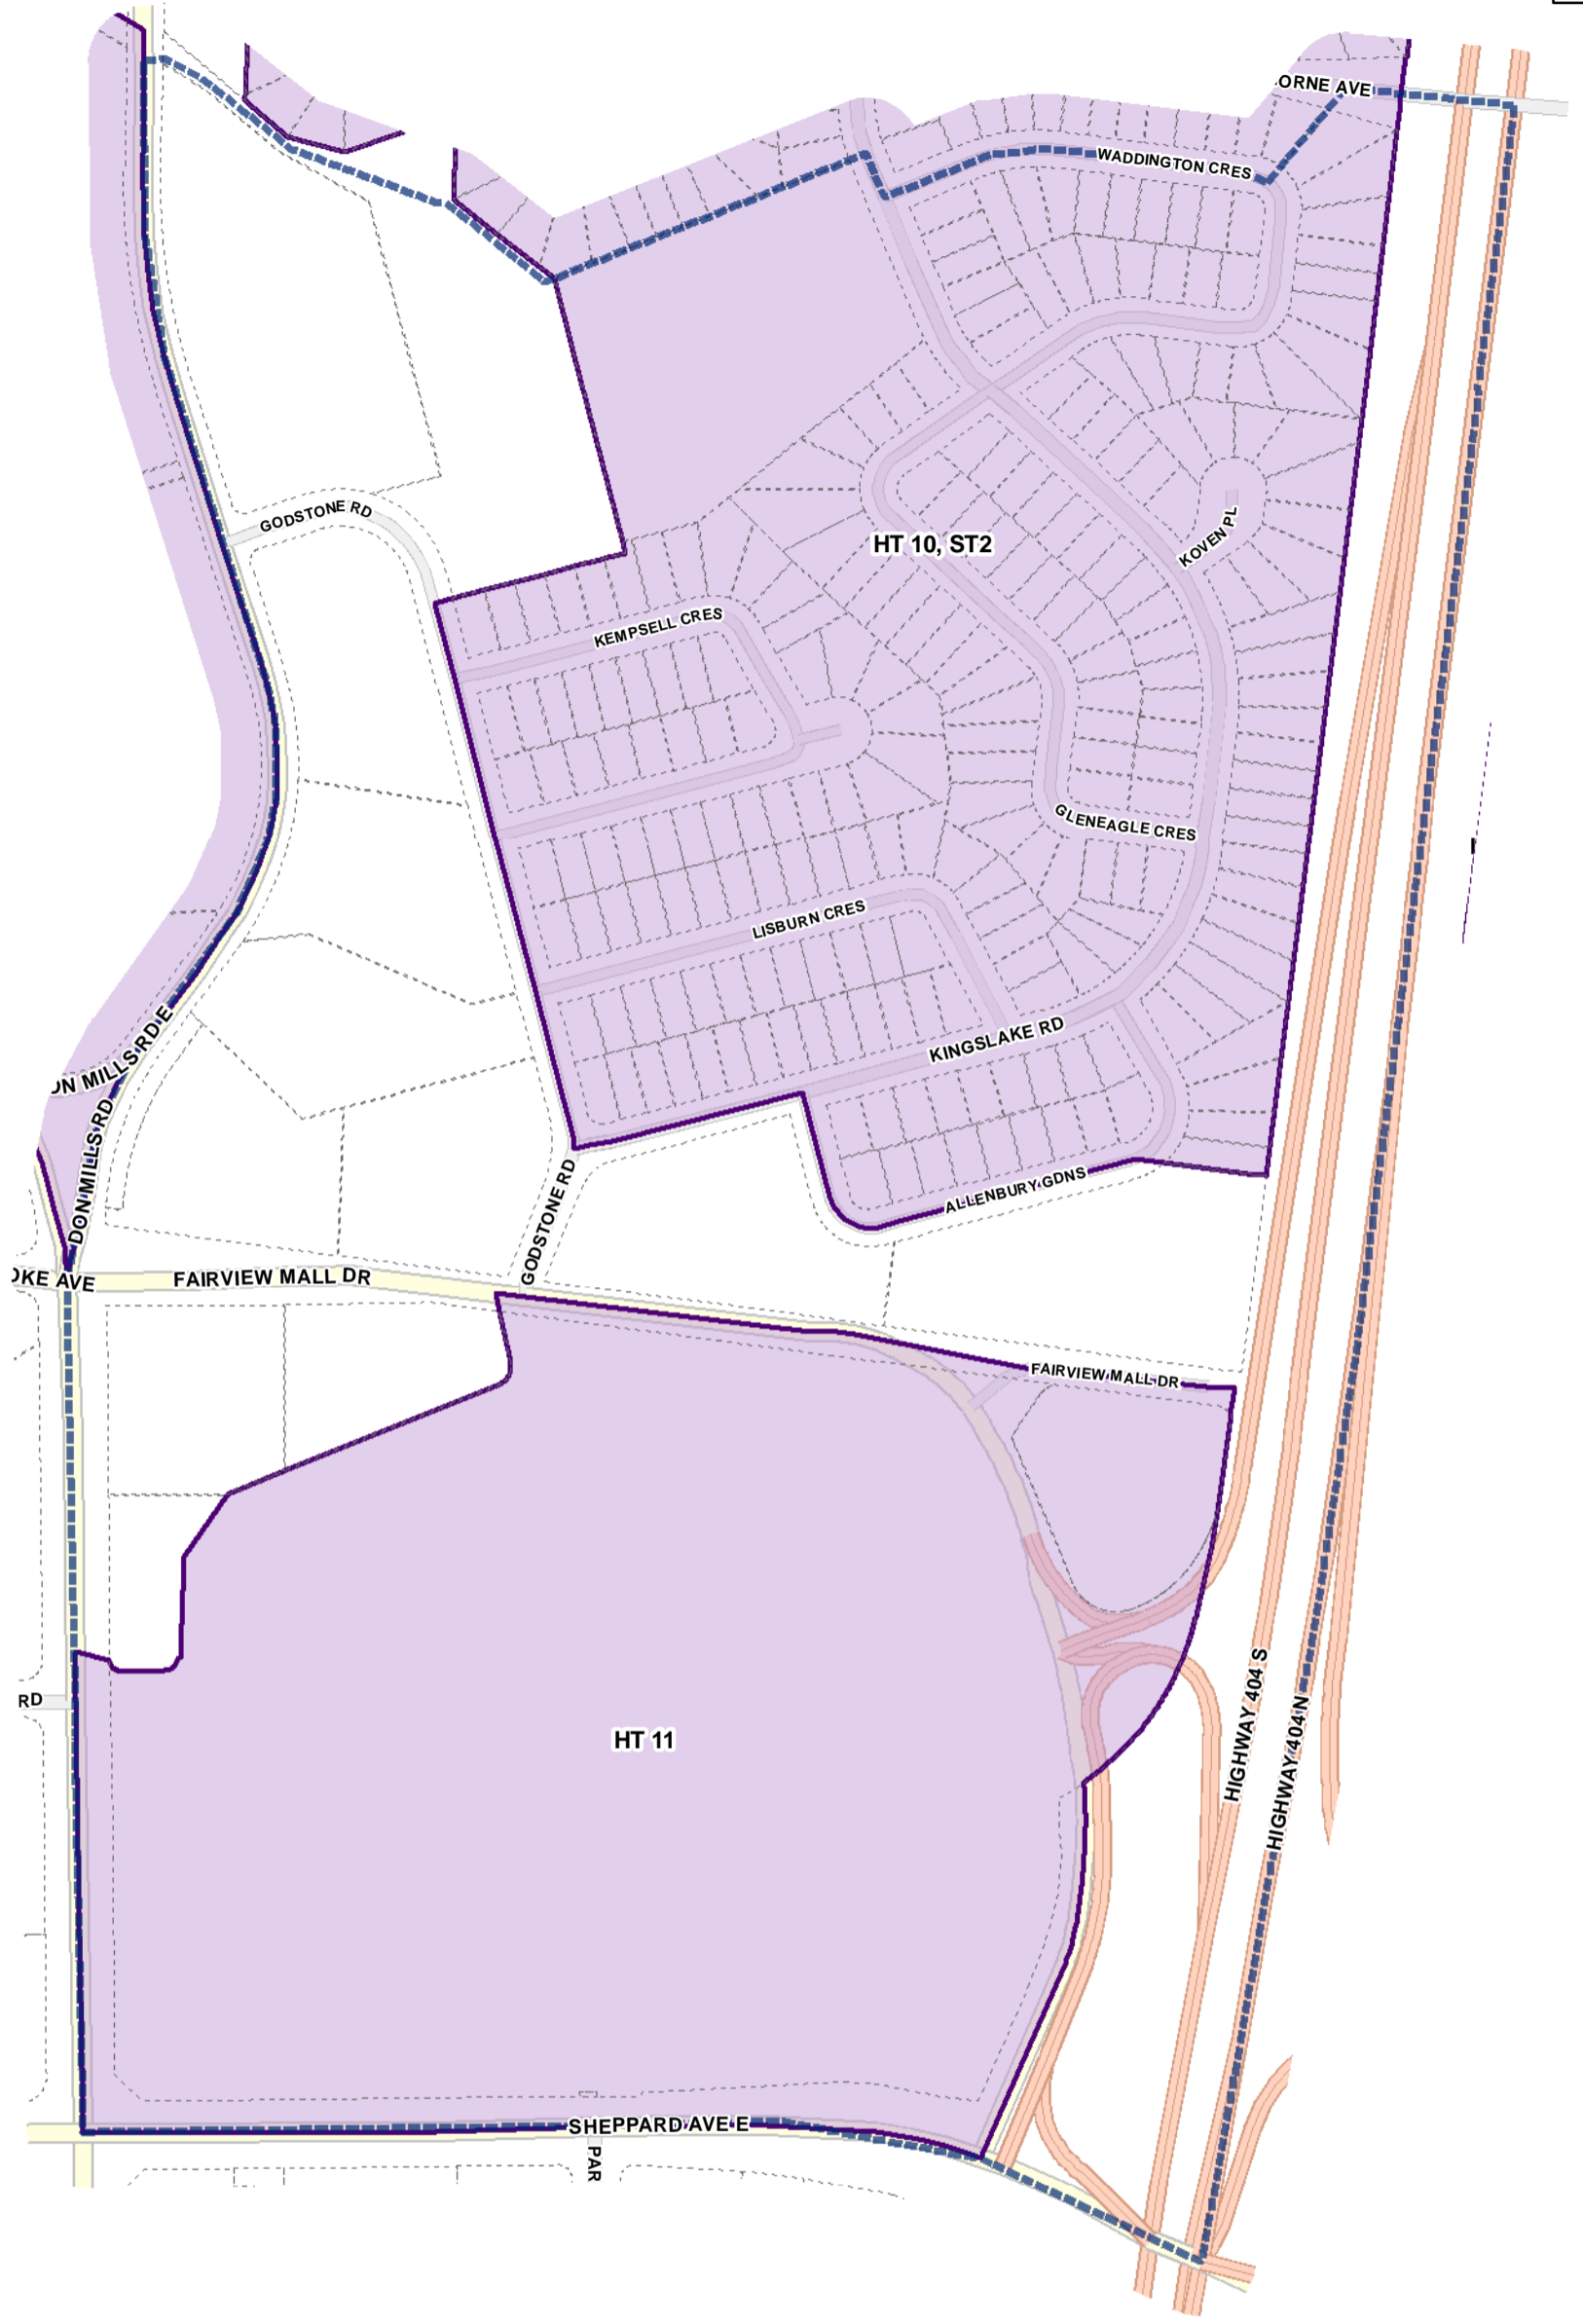 ORNE AVE
WADDINGTON CRES
GODSTONE RD
HT 10, ST2
KOVEN PL
KEMPSELL CRES
GLENEAGLE CRES
LISBURN CRES
DON MILLS RD E
KINGSLAKE RD
DON MILLS RD
ALLENBURY GDNS
GODSTONE RD
OKE AVE
FAIRVIEW MALL DR
FAIRVIEW MALL DR
RD
HT 11
HIGHWAY 404 S
HIGHWAY 404 N
SHEPPARD AVE E
PAR